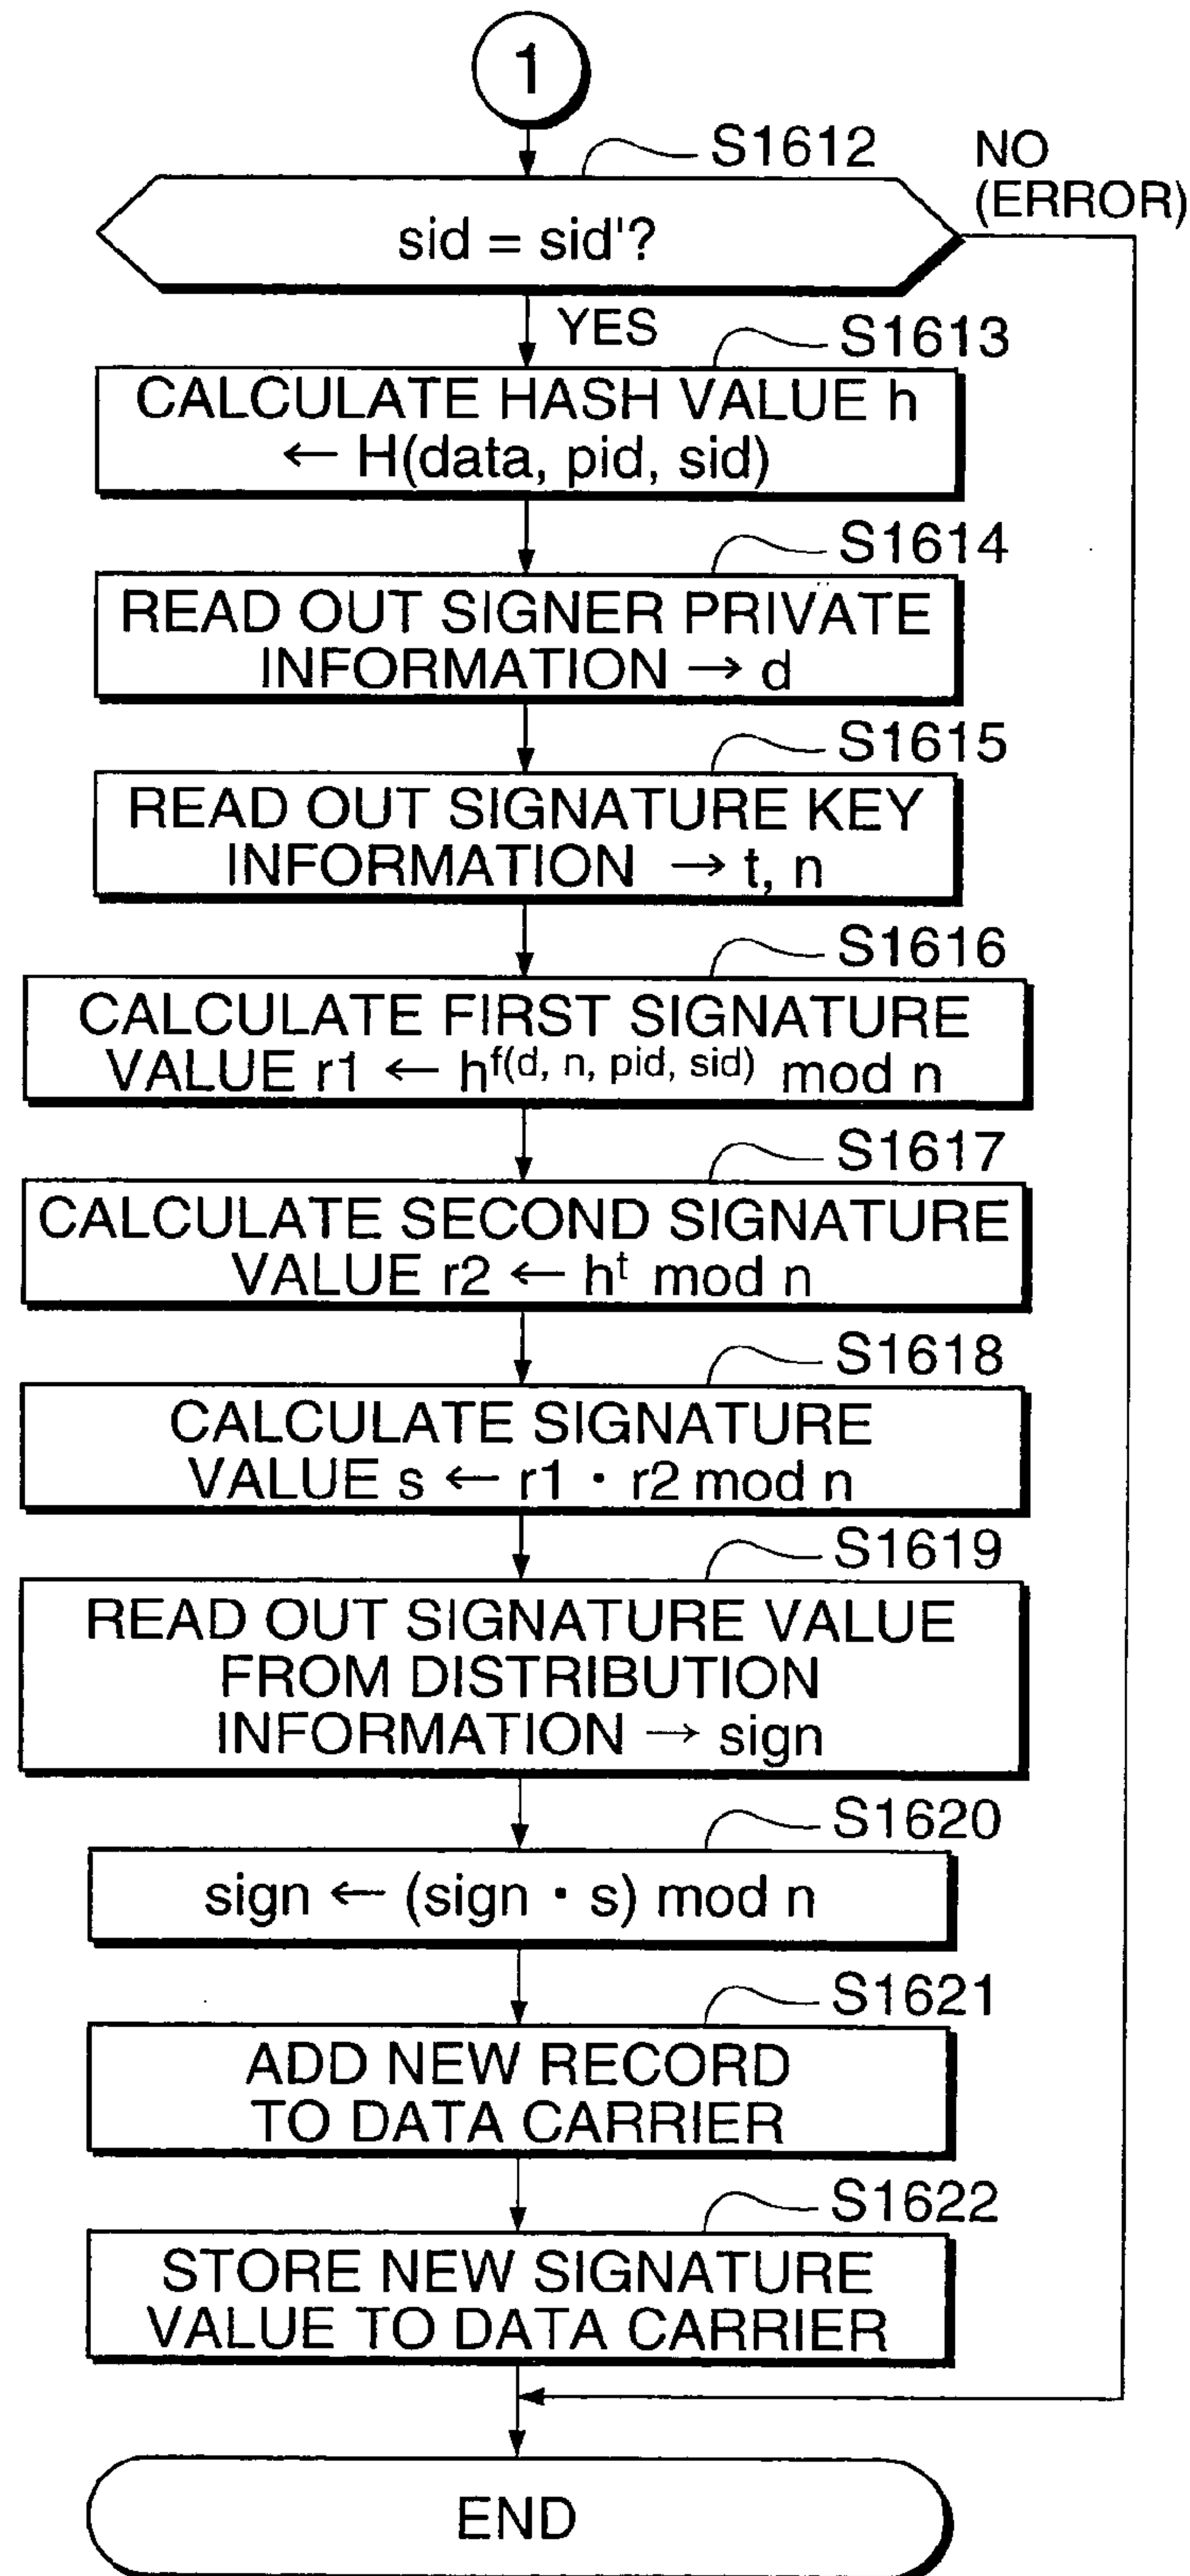 1
S1612
NO
(ERROR)
sid = sid'?
YES
S1613
CALCULATE HASH VALUE h
← H(data, pid, sid)
S1614
READ OUT SIGNER PRIVATE
INFORMATION → d
S1615
READ OUT SIGNATURE KEY
INFORMATION → t, n
S1616
CALCULATE FIRST SIGNATURE
VALUE r1 ← h^f(d, n, pid, sid) mod n
S1617
CALCULATE SECOND SIGNATURE
VALUE r2 ← h^t mod n
S1618
CALCULATE SIGNATURE
VALUE s ← r1 · r2 mod n
S1619
READ OUT SIGNATURE VALUE
FROM DISTRIBUTION
INFORMATION → sign
S1620
sign ← (sign · s) mod n
S1621
ADD NEW RECORD
TO DATA CARRIER
S1622
STORE NEW SIGNATURE
VALUE TO DATA CARRIER
END